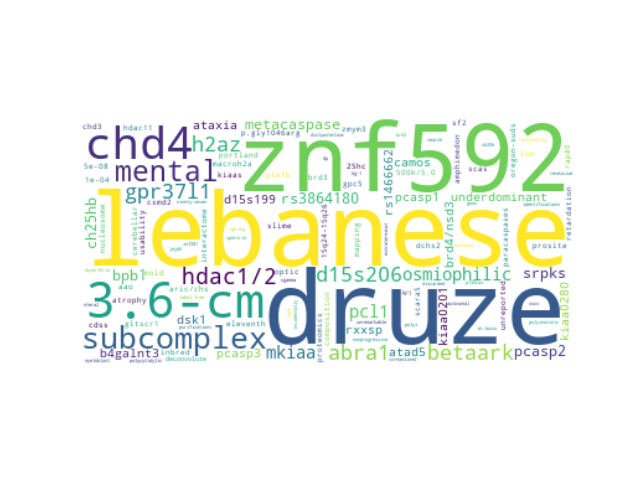 chd3
hdac11
ataxia
metacaspase
p.gly1046arg
zmym3
sf2
chd4
h2az
znf592
portland
macroh2a
25hc
camos
500k/5.0
amphimedon
oregon-suds
rap80
5e-08
1e-04
mental
kiaas
gpc5
rs1466662
scas
ion
gpr37l1
csmd2
d15s199
rs3864180
pcasp1
underdominant
retardation
ch25hb
nucleosome
lebanese
cerebellar
usability
interactome
slime
15q24-15q26
mapping
dchs2
brd4/nsd3
paracaspases
prosite
bpb1
mold
hdac1/2
optic
d15s206
osmiophilic
srpks
aao
atrophy
3.6-cm
aric/chs
druze
scara5
kiaa0201
unreported
kiaa0280
cdss
dsk1
gltscr1
eleventh
composition
pcl1
rxxsp
subcomplex
b4galnt3
inbred
deconvolute
pcasp3
mkiaa
proteomics
abra1
atad5
betaark
pcasp2